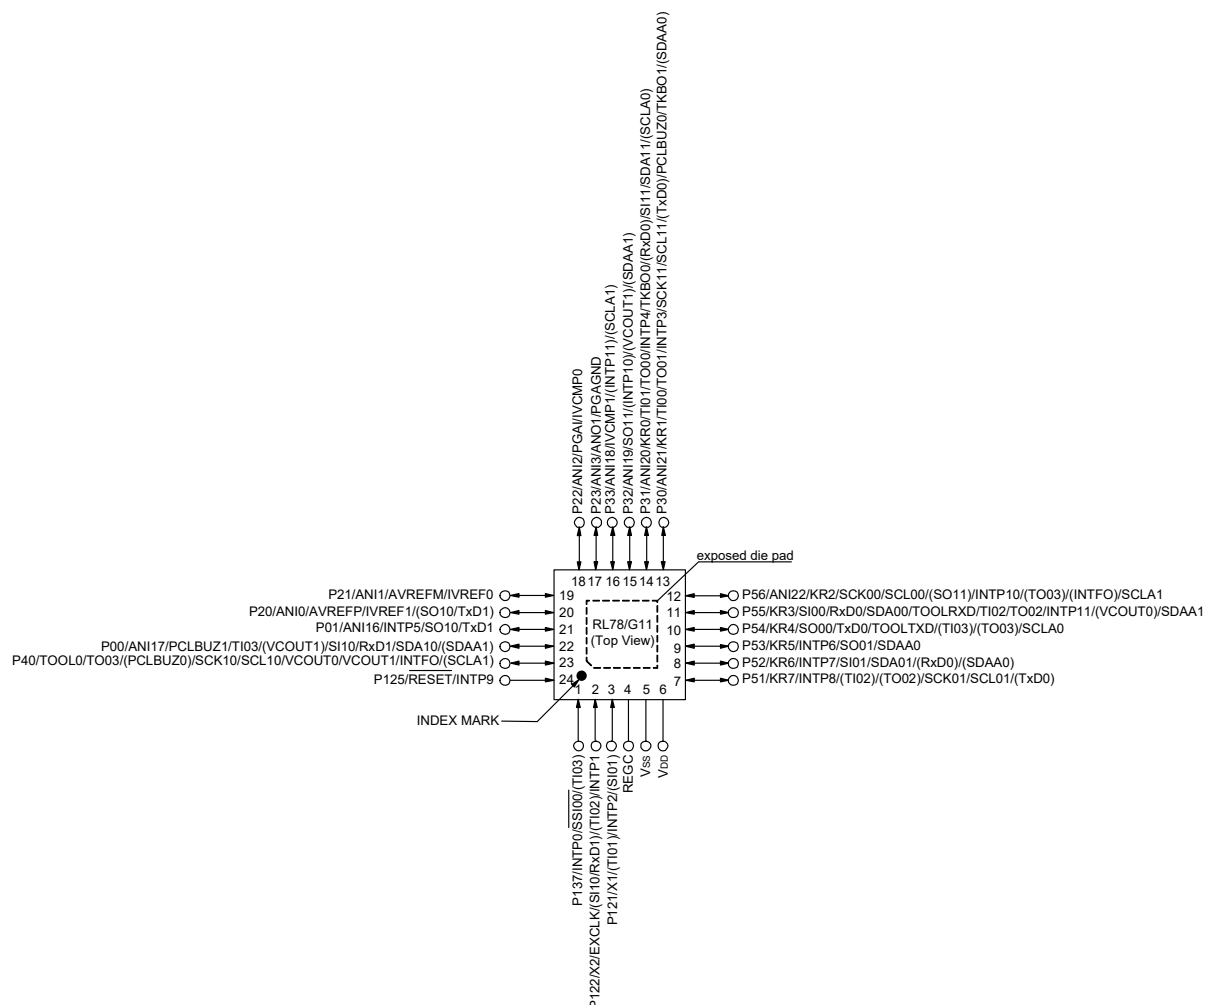 P22/ANI2/PGAI/IVCMP0
P23/ANI3/ANO1/PGAGND
P33/ANI18/IVCMP1/(INTP11)/(SCLA1)
P32/ANI19/SO11/(INTP10)/(VCOUT1)/(SDAA1)
P31/ANI20/KR0/TI01/TO00/INTP4/TKBO0/(RxD0)/SI11/SDA11/(SCLA0)
P30/ANI21/KR1/TI00/TO01/INTP3/SCK11/SCL11/(TxD0)/PCLBUZ0/TKBO1/(SDAA0)
exposed die pad
18 17 16 15 14 13
P21/ANI1/AVREFM/IVREF0 19
P20/ANI0/AVREFP/IVREF1/(SO10/TxD1) 20
P01/ANI16/INTP5/SO10/TxD1 21
P00/ANI17/PCLBUZ1/TI03/(VCOUT1)/SI10/RxD1/SDA10/(SDAA1) 22
P40/TOOL0/TO03/(PCLBUZ0)/SCK10/SCL10/VCOUT0/VCOUT1/INTFO/(SCLA1) 23
P125/RESET/INTP9 24
RL78/G11
(Top View)
12 P56/ANI22/KR2/SCK00/SCL00/(SO11)/INTP10/(TO03)/(INTFO)/SCLA1
11 P55/KR3/SI00/RxD0/SDA00/TOOLRXD/TI02/TO02/INTP11/(VCOUT0)/SDAA1
10 P54/KR4/SO00/TxD0/TOOLTXD/(TI03)/(TO03)/SCLA0
9 P53/KR5/INTP6/SO01/SDAA0
8 P52/KR6/INTP7/SI01/SDA01/(RxD0)/(SDAA0)
7 P51/KR7/INTP8/(TI02)/(TO02)/SCK01/SCL01/(TxD0)
1 2 3 4 5 6
INDEX MARK
P137/INTP0/SSI00/(TI03)
P122/X2/EXCLK/(SI10/RxD1)/(TI02)/INTP1
P121/X1/(TI01)/INTP2/(SI01)
REGC
VSS
VDD